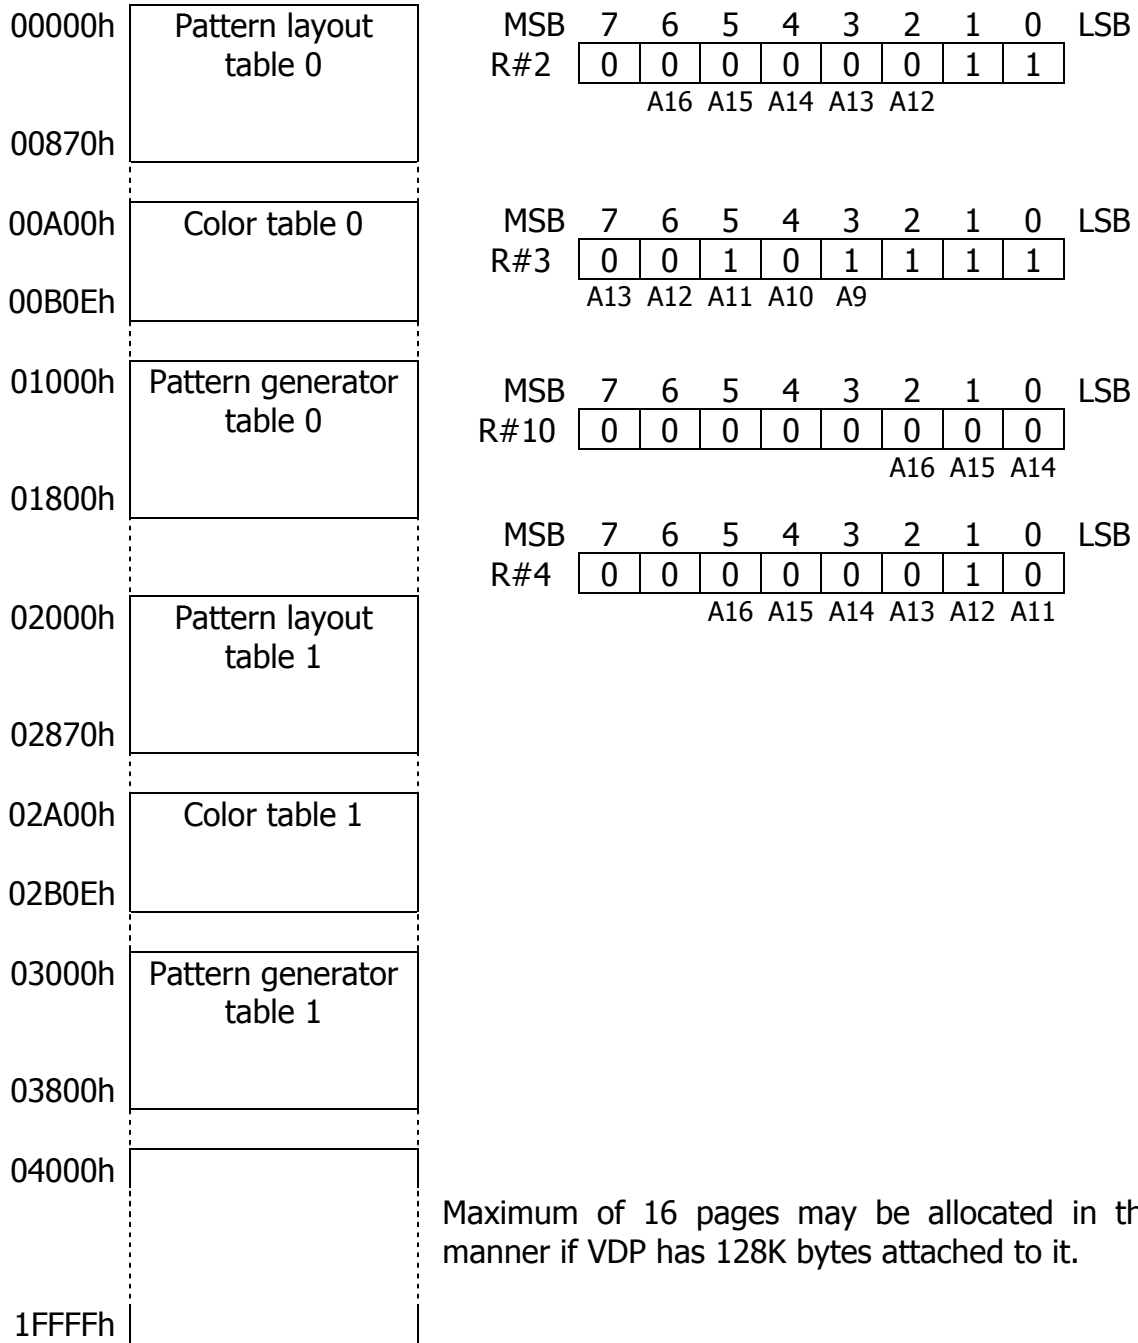 00000h Pattern layout
table 0
00870h
00A00h Color table 0
00B0Eh
01000h Pattern generator
table 0
01800h
02000h Pattern layout
table 1
02870h
02A00h Color table 1
02B0Eh
03000h Pattern generator
table 1
03800h
04000h
1FFFFh
MSB 7 6 5 4 3 2 1 0 LSB
R#2 0 0 0 0 0 0 1 1
A16 A15 A14 A13 A12
MSB 7 6 5 4 3 2 1 0 LSB
R#3 0 0 1 0 1 1 1 1
A13 A12 A11 A10 A9
MSB 7 6 5 4 3 2 1 0 LSB
R#10 0 0 0 0 0 0 0 0
A16 A15 A14
MSB 7 6 5 4 3 2 1 0 LSB
R#4 0 0 0 0 0 0 1 0
A16 A15 A14 A13 A12 A11
Maximum of 16 pages may be allocated in
manner if VDP has 128K bytes attached to it.